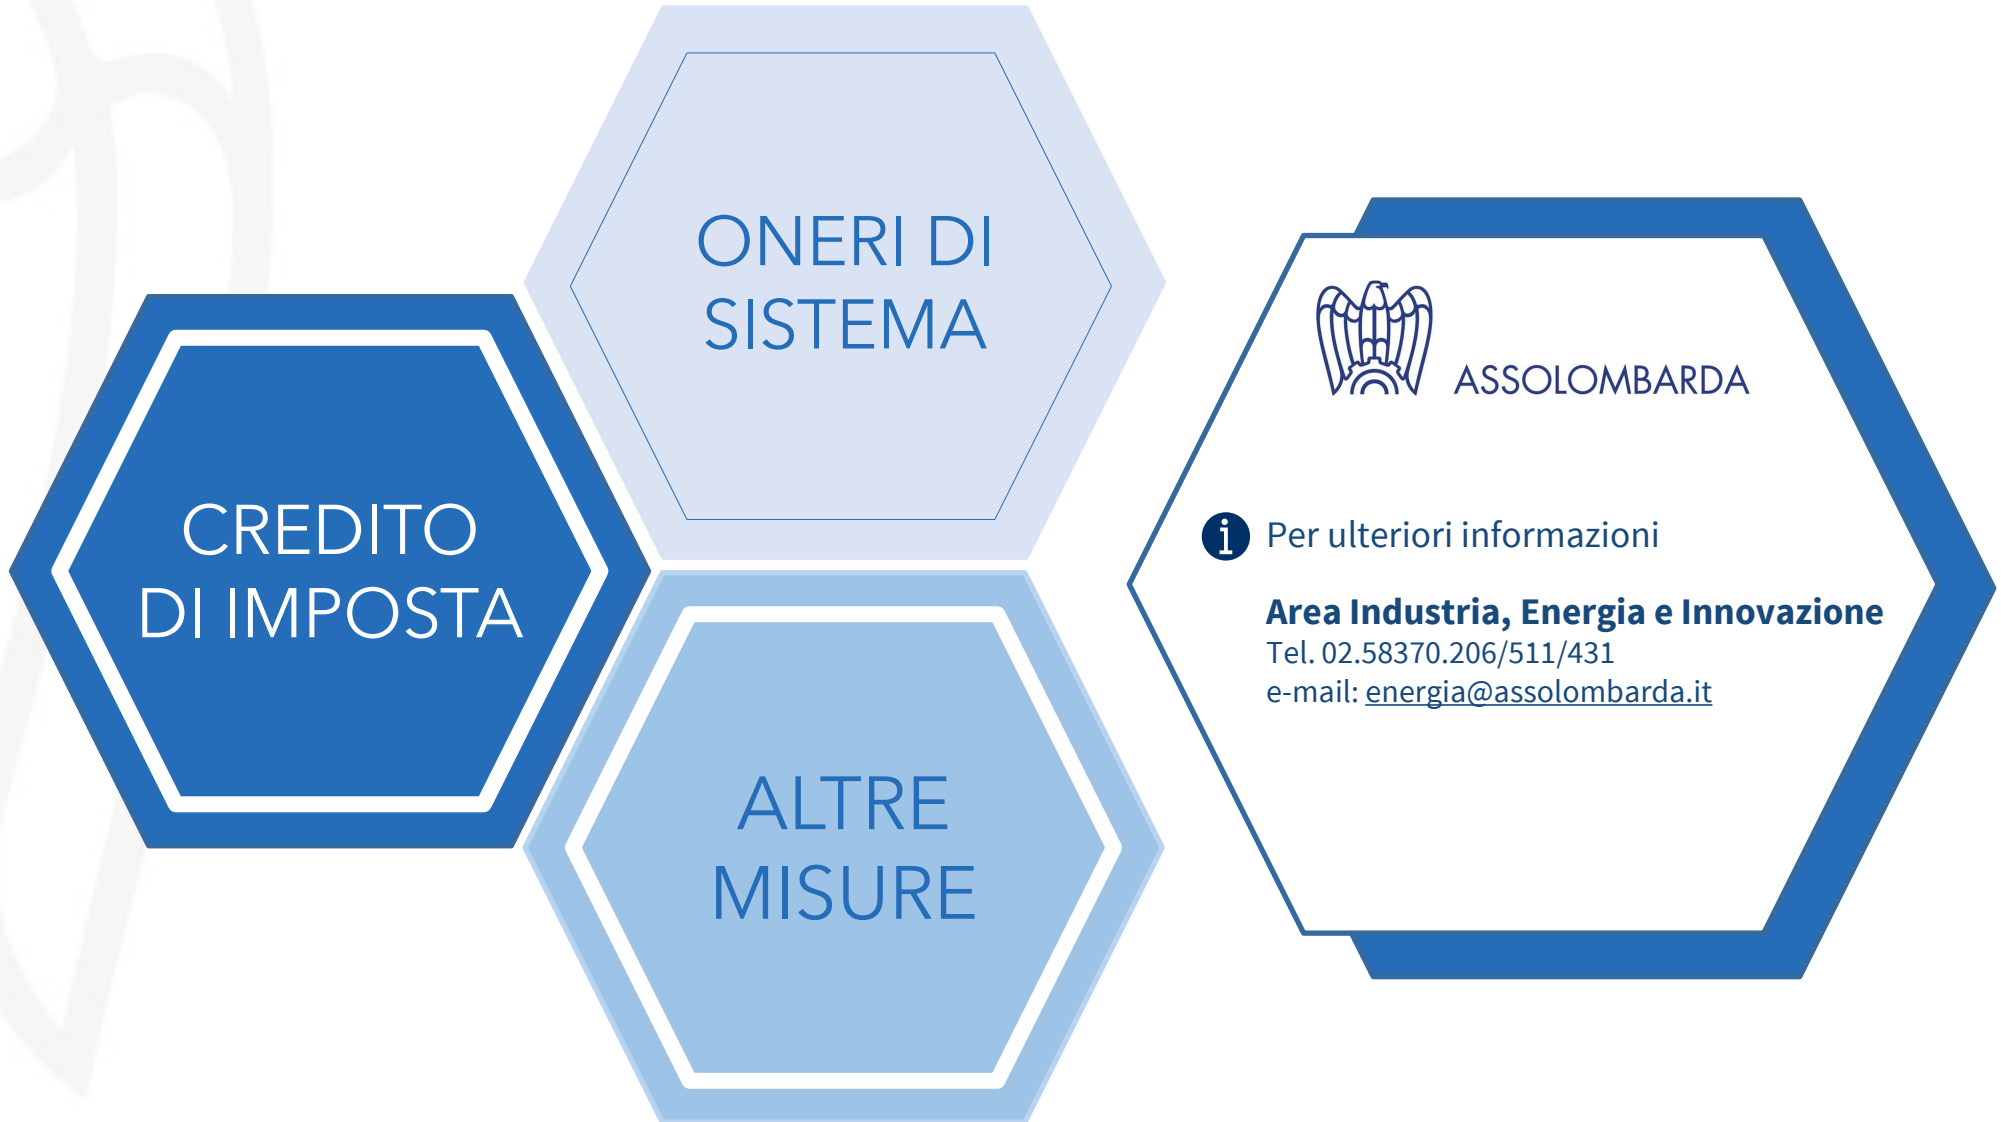 ONERI DI
SISTEMA
CREDITO
DI IMPOSTA
ALTRE
MISURE
ASSOLOMBARDA
i Per ulteriori informazioni
Area Industria, Energia e Innovazione
Tel. 02.58370.206/511/431
e-mail: energia@assolombarda.it